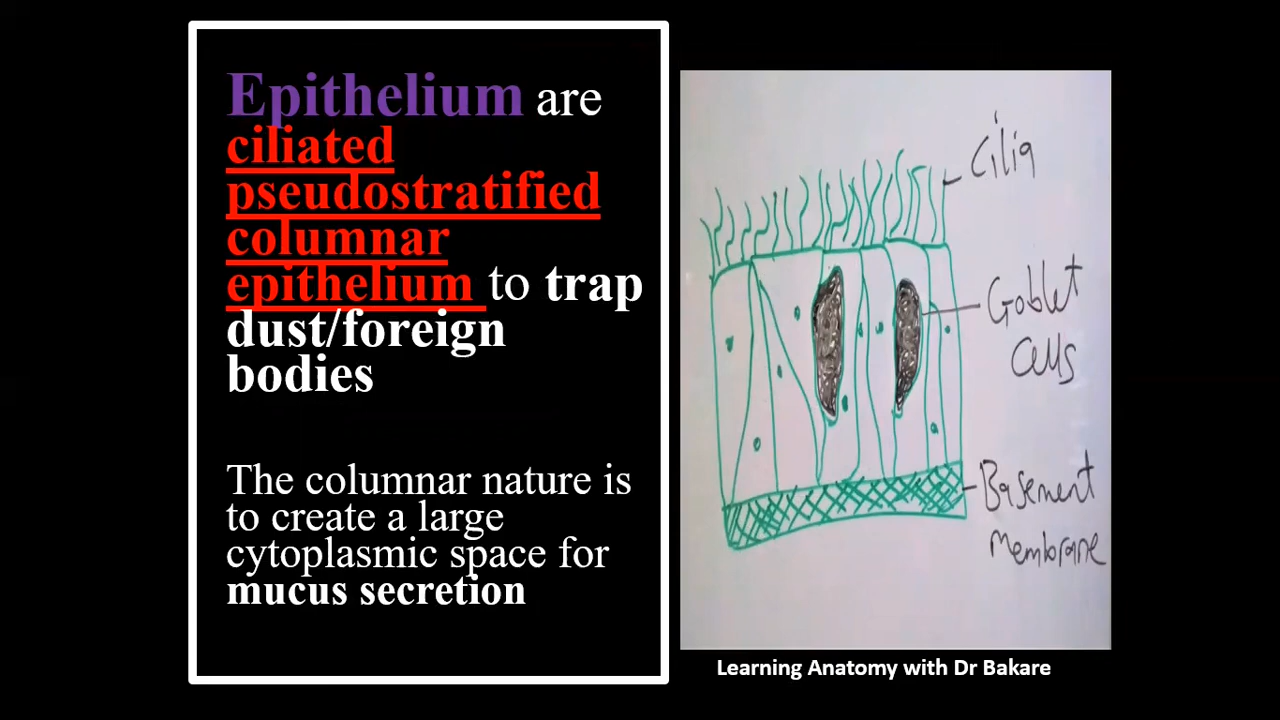 Epithelium are
ciliated
pseudostratified
columnar
epithelium to trap
dust/foreign
bodies
The columnar nature is
to create a large
cytoplasmic space for
mucus secretion
Cilia
Goblet
Cells
Basement
Membrane
Learning Anatomy with Dr Bakare